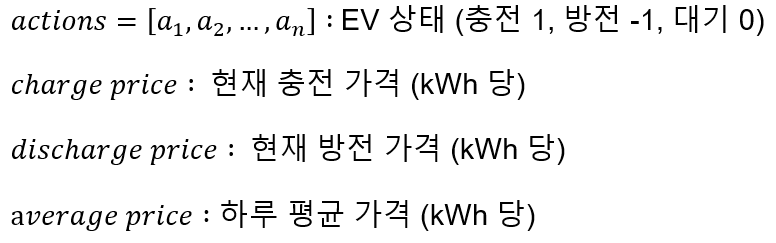 actions = [a₁, a₂, …, aₙ] : EV 상태 (충전 1, 방전 -1, 대기 0)
charge price : 현재 충전 가격 (kWh 당)
discharge price : 현재 방전 가격 (kWh 당)
average price : 하루 평균 가격 (kWh 당)